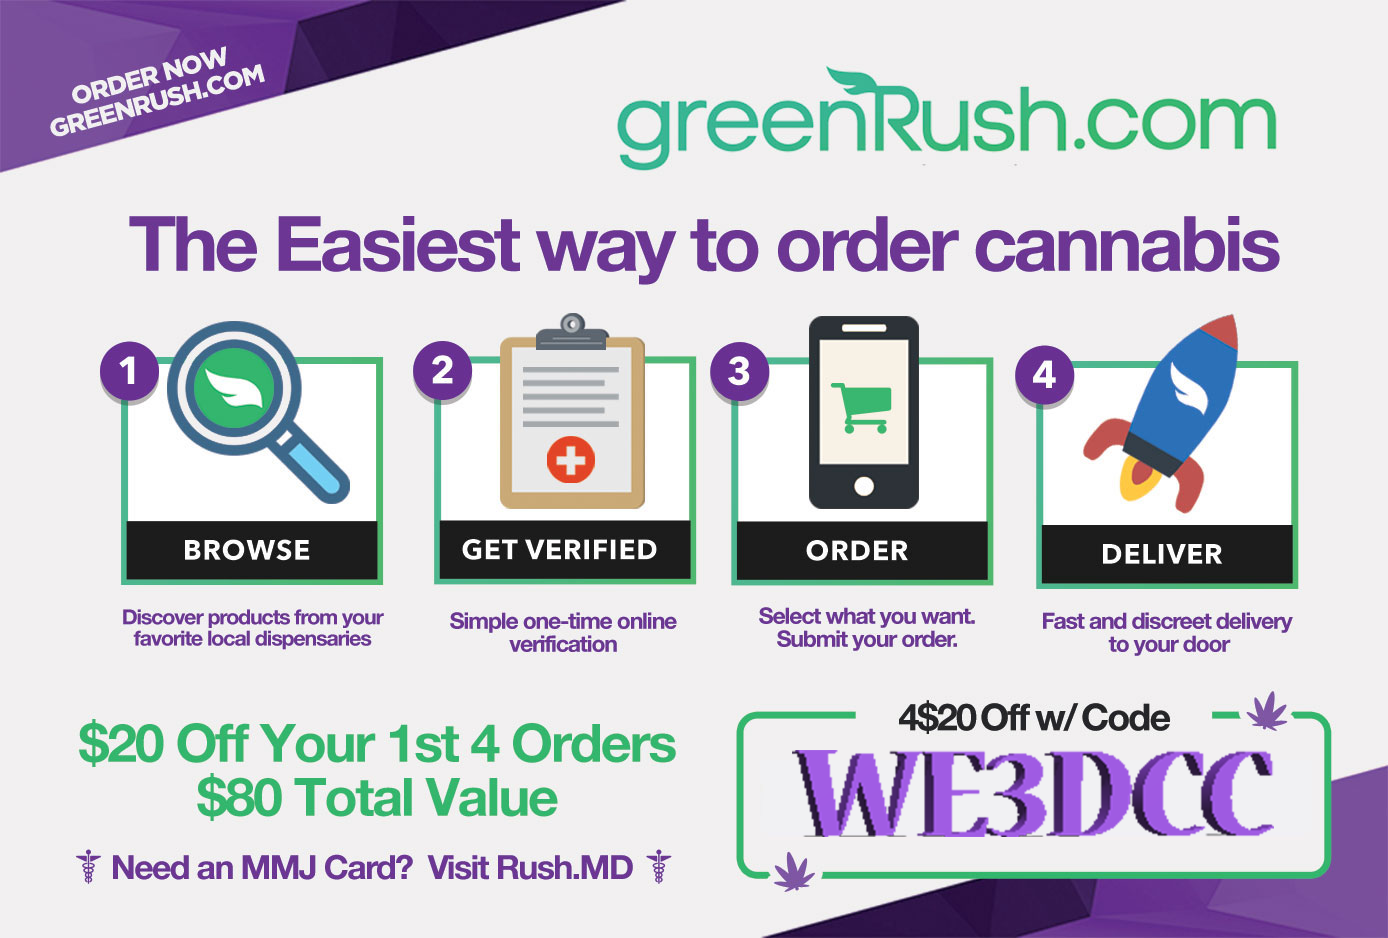 ORDER NOW
GREENRUSH.COM
greenRush.com
The Easiest way to order cannabis
1
2
3
4
BROWSE
GET VERIFIED
ORDER
DELIVER
Discover products from your
favorite local dispensaries
Simple one-time online
verification
Select what you want.
Submit your order.
Fast and discreet delivery
to your door
$20 Off Your 1st 4 Orders
$80 Total Value
Need an MMJ Card? Visit Rush.MD
4$20 Off w/ Code
WE3DCC